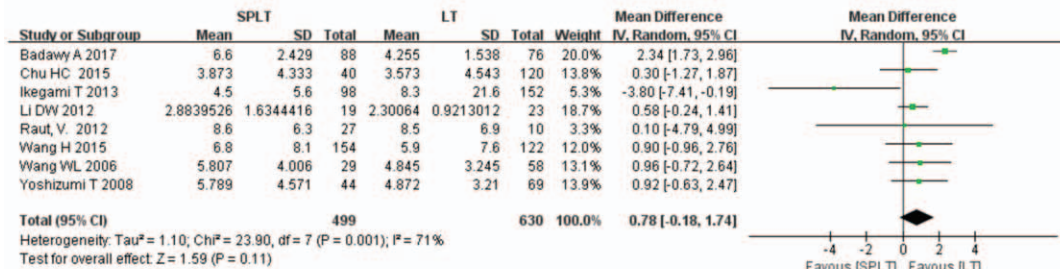 SPLT LT Mean Difference Mean Difference
Study or Subgroup Mean SD Total Mean SD Total Weight IV, Random, 95% CI IV, Random, 95% CI
Badawy A 2017 6.6 2.429 88 4.255 1.538 76 20.0% 2.34 [1.73, 2.96]
Chu HC 2015 3.873 4.333 40 3.573 4.543 120 13.8% 0.30 [-1.27, 1.87]
Ikegami T 2013 4.5 5.6 98 8.3 21.6 152 5.3% -3.80 [-7.41, -0.19]
Li DW 2012 2.8839526 1.6344416 19 2.30064 0.9213012 23 18.7% 0.58 [-0.24, 1.41]
Raut, V. 2012 8.6 6.3 27 8.5 6.9 10 3.3% 0.10 [-4.79, 4.99]
Wang H 2015 6.8 8.1 154 5.9 7.6 122 11.9% 0.90 [-0.96, 2.76]
Wang WL 2006 5.807 4.006 29 4.845 3.245 58 13.1% 0.96 [-0.72, 2.64]
Yoshizumi T 2008 5.789 4.571 44 4.872 3.21 69 13.9% 0.92 [-0.63, 2.47]
Total (95% CI) 499 630 100.0% 0.78 [-0.18, 1.74]
Heterogeneity: Tau² = 1.10; Chi² = 23.90, df = 7 (P = 0.001); I² = 71%
Test for overall effect: Z = 1.59 (P = 0.11)
-4 -2 0 2 4
Favous [SPLT] Favous [LT]